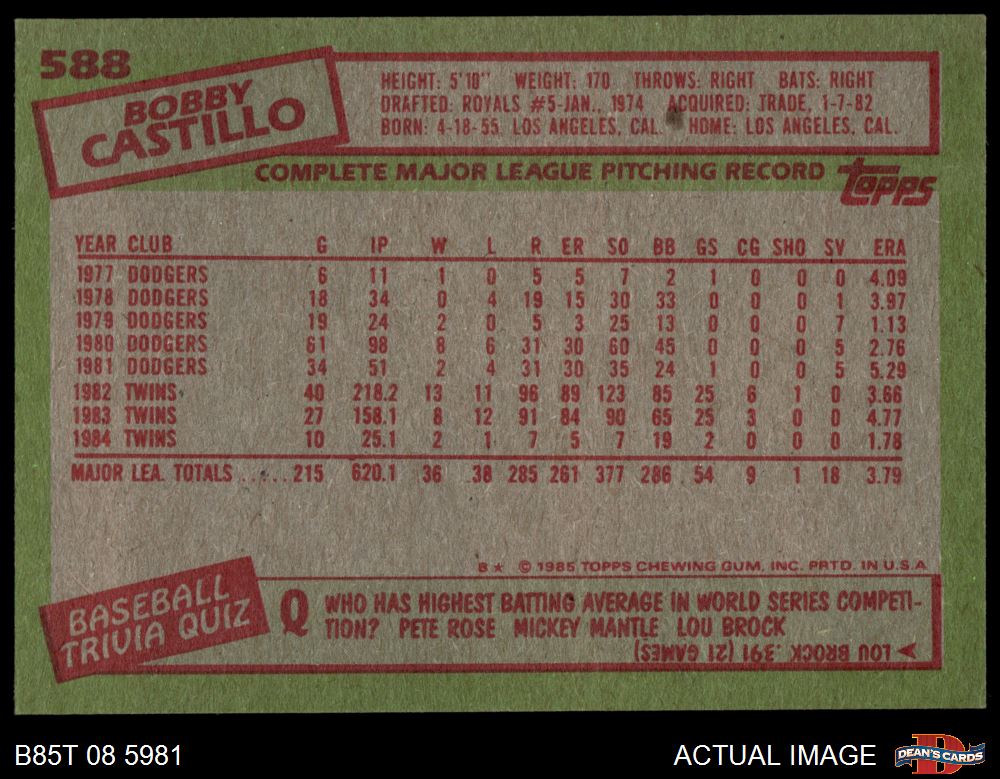 588
BOBBY
CASTILLO
HEIGHT: 5'10" WEIGHT: 170 THROWS: RIGHT BATS: RIGHT
DRAFTED: ROYALS #5-JAN., 1974 ACQUIRED: TRADE, 1-7-82
BORN: 4-18-55, LOS ANGELES, CAL. HOME: LOS ANGELES, CAL.
COMPLETE MAJOR LEAGUE PITCHING RECORD
topps
YEAR CLUB G IP W L R ER SO BB GS CG SHO SV ERA
1977 DODGERS 6 11 1 0 5 5 7 2 1 0 0 0 4.09
1978 DODGERS 18 34 0 4 19 15 30 33 0 0 0 1 3.97
1979 DODGERS 19 24 2 0 5 3 25 13 0 0 0 7 1.13
1980 DODGERS 61 98 8 6 31 30 60 45 0 0 0 5 2.76
1981 DODGERS 34 51 2 4 31 30 35 24 1 0 0 5 5.29
1982 TWINS 40 218.2 13 11 96 89 123 85 25 6 1 0 3.66
1983 TWINS 27 158.1 8 12 91 84 90 65 25 3 0 0 4.77
1984 TWINS 10 25.1 2 1 7 5 7 19 2 0 0 0 1.78
MAJOR LEA. TOTALS ......215 620.1 36 38 285 261 377 286 54 9 1 18 3.79
B★ © 1985 TOPPS CHEWING GUM, INC. PRTD. IN U.S.A
BASEBALL
TRIVIA QUIZ
Q WHO HAS HIGHEST BATTING AVERAGE IN WORLD SERIES COMPETI-
TION? PETE ROSE MICKEY MANTLE LOU BROCK
LOU BROCK, .391 (21 GAMES)
B85T 08 5981
ACTUAL IMAGE
D
DEAN'S CARDS